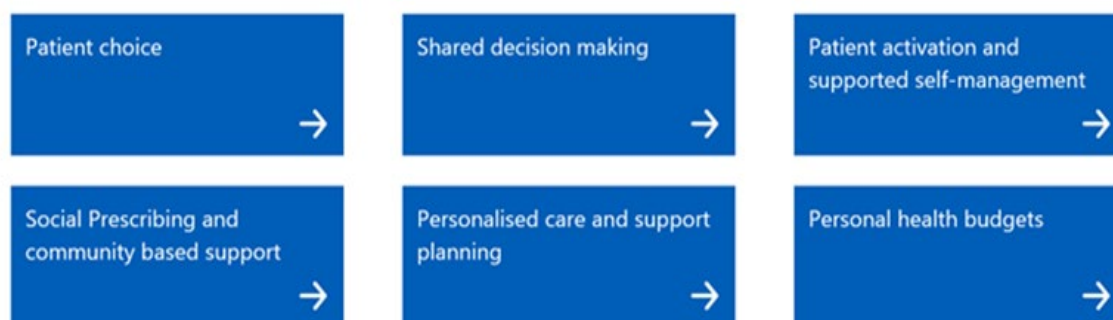 Patient choice
Shared decision making
Patient activation and
supported self-management
Social Prescribing and
community based support
Personalised care and support
planning
Personal health budgets